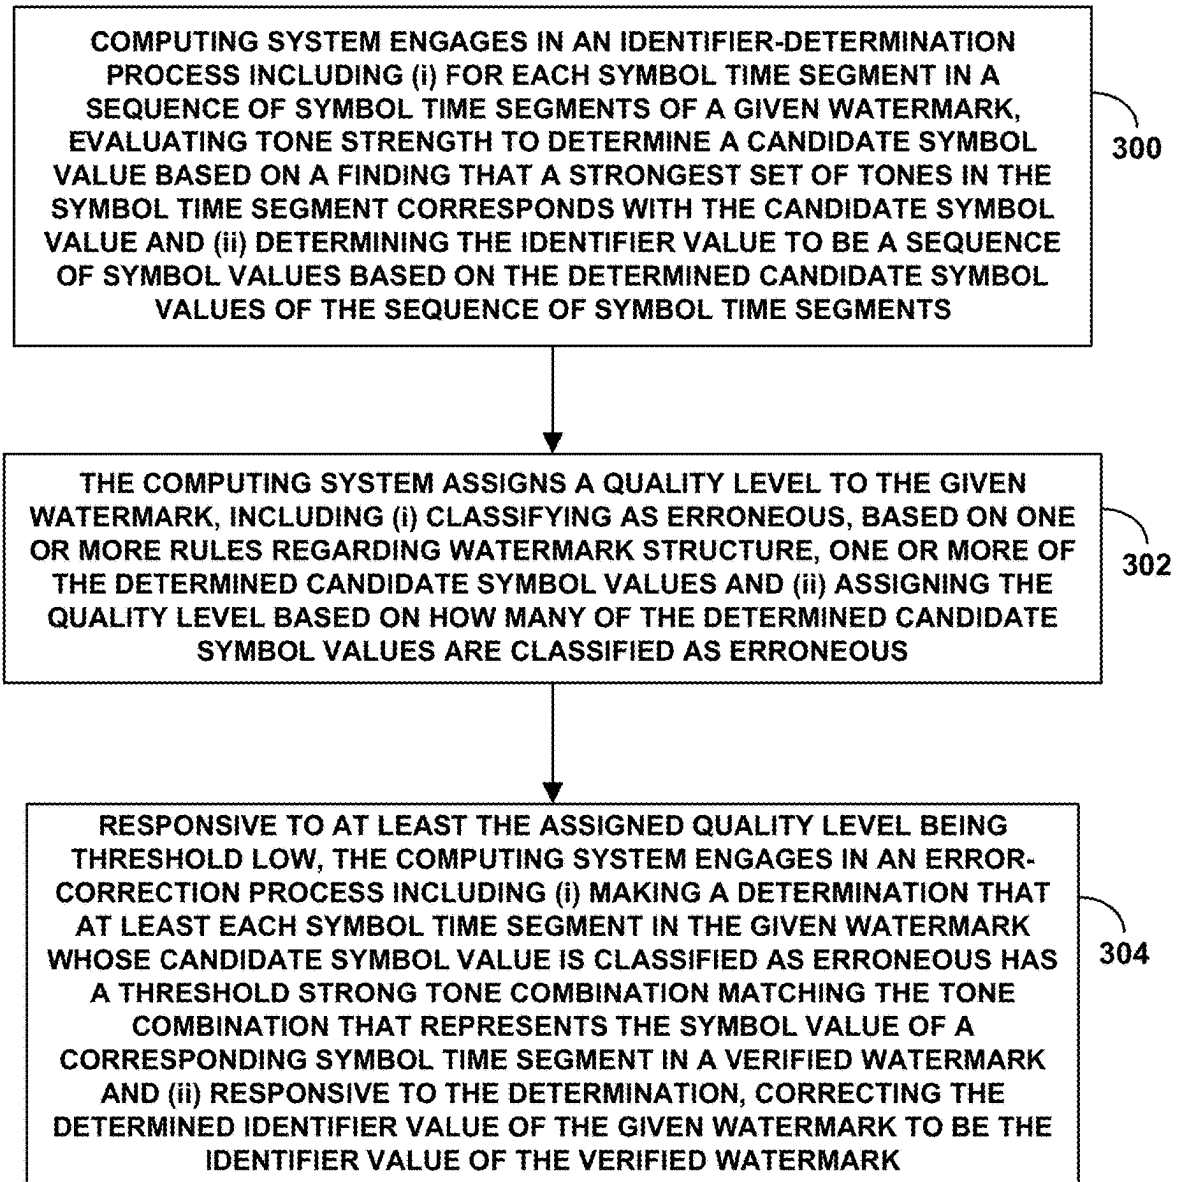 COMPUTING SYSTEM ENGAGES IN AN IDENTIFIER-DETERMINATION
PROCESS INCLUDING (i) FOR EACH SYMBOL TIME SEGMENT IN A
SEQUENCE OF SYMBOL TIME SEGMENTS OF A GIVEN WATERMARK,
EVALUATING TONE STRENGTH TO DETERMINE A CANDIDATE SYMBOL
VALUE BASED ON A FINDING THAT A STRONGEST SET OF TONES IN THE
SYMBOL TIME SEGMENT CORRESPONDS WITH THE CANDIDATE SYMBOL
VALUE AND (ii) DETERMINING THE IDENTIFIER VALUE TO BE A SEQUENCE
OF SYMBOL VALUES BASED ON THE DETERMINED CANDIDATE SYMBOL
VALUES OF THE SEQUENCE OF SYMBOL TIME SEGMENTS
300
THE COMPUTING SYSTEM ASSIGNS A QUALITY LEVEL TO THE GIVEN
WATERMARK, INCLUDING (i) CLASSIFYING AS ERRONEOUS, BASED ON ONE
OR MORE RULES REGARDING WATERMARK STRUCTURE, ONE OR MORE OF
THE DETERMINED CANDIDATE SYMBOL VALUES AND (ii) ASSIGNING THE
QUALITY LEVEL BASED ON HOW MANY OF THE DETERMINED CANDIDATE
SYMBOL VALUES ARE CLASSIFIED AS ERRONEOUS
302
RESPONSIVE TO AT LEAST THE ASSIGNED QUALITY LEVEL BEING
THRESHOLD LOW, THE COMPUTING SYSTEM ENGAGES IN AN ERROR-
CORRECTION PROCESS INCLUDING (i) MAKING A DETERMINATION THAT
AT LEAST EACH SYMBOL TIME SEGMENT IN THE GIVEN WATERMARK
WHOSE CANDIDATE SYMBOL VALUE IS CLASSIFIED AS ERRONEOUS HAS
A THRESHOLD STRONG TONE COMBINATION MATCHING THE TONE
COMBINATION THAT REPRESENTS THE SYMBOL VALUE OF A
CORRESPONDING SYMBOL TIME SEGMENT IN A VERIFIED WATERMARK
AND (ii) RESPONSIVE TO THE DETERMINATION, CORRECTING THE
DETERMINED IDENTIFIER VALUE OF THE GIVEN WATERMARK TO BE THE
IDENTIFIER VALUE OF THE VERIFIED WATERMARK
304